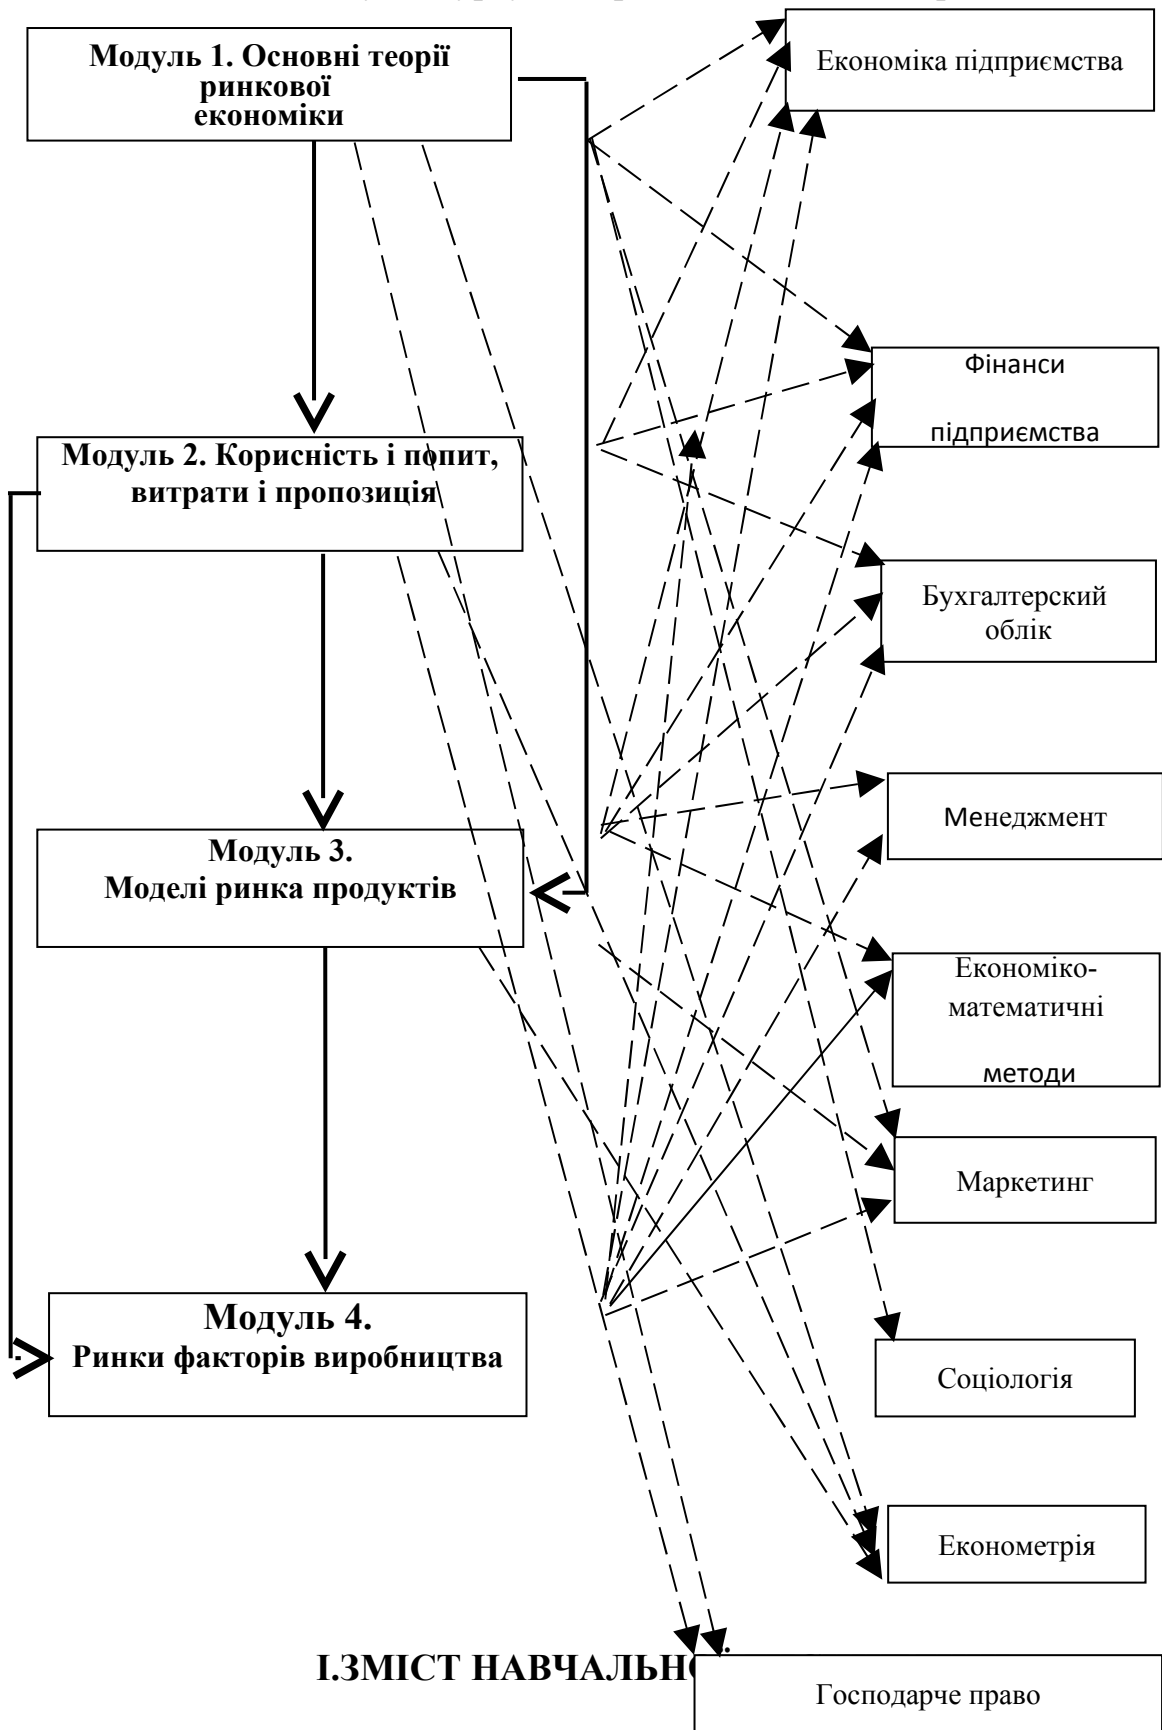 Модуль 1. Основні теорії
ринкової
економіки
Економіка підприємства
Фінанси
підприємства
Модуль 2. Корисність і попит,
витрати і пропозиція
Бухгалтерский
облік
Менеджмент
Модуль 3.
Моделі ринка продуктів
Економіко-
математичні
методи
Маркетинг
Модуль 4.
Ринки факторів виробництва
Соціологія
Економетрія
І.ЗМІСТ
Господарче право